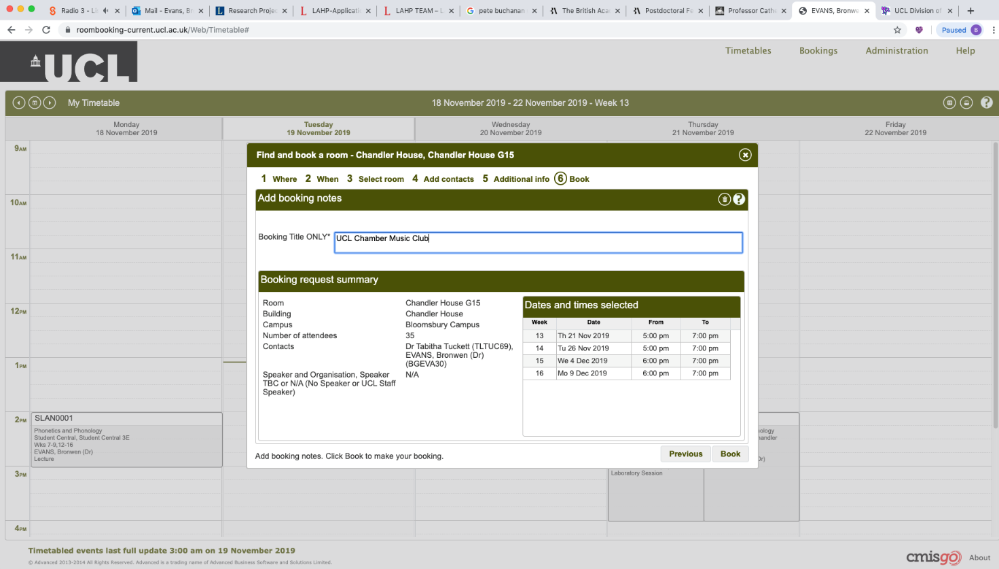 Radio 3 - Li
Mail - Evans, Br
Research Projec
LAHP-Applicati
LAHP TEAM – L
pete buchanan
The British Aca
Postdoctoral Fe
Professor Cathe
EVANS, Bronwe
UCL Division of
roombooking-current.ucl.ac.uk/Web/Timetable#
Paused B
UCL
Timetables Bookings Administration Help
My Timetable
18 November 2019 - 22 November 2019 - Week 13
Monday
18 November 2019
Tuesday
19 November 2019
Wednesday
20 November 2019
Thursday
21 November 2019
Friday
22 November 2019
9AM
10AM
11AM
12PM
1PM
2PM
3PM
4PM
Find and book a room - Chandler House, Chandler House G15
1 Where 2 When 3 Select room 4 Add contacts 5 Additional info 6 Book
Add booking notes
Booking Title ONLY* UCL Chamber Music Club
Booking request summary
Room Chandler House G15
Building Chandler House
Campus Bloomsbury Campus
Number of attendees 35
Contacts Dr Tabitha Tuckett (TLTUC69),
EVANS, Bronwen (Dr)
(BGEVA30)
Speaker and Organisation, Speaker N/A
TBC or N/A (No Speaker or UCL Staff
Speaker)
Dates and times selected
Week Date From To
13 Th 21 Nov 2019 5:00 pm 7:00 pm
14 Tu 26 Nov 2019 5:00 pm 7:00 pm
15 We 4 Dec 2019 6:00 pm 7:00 pm
16 Mo 9 Dec 2019 6:00 pm 7:00 pm
Add booking notes. Click Book to make your booking.
Previous Book
SLAN0001
Phonetics and Phonology
Student Central, Student Central 3E
Wks 7-9,12-16
EVANS, Bronwen (Dr)
Lecture
ology
handler
Dr)
Laboratory Session
Timetabled events last full update 3:00 am on 19 November 2019
© Advanced 2013-2014 All Rights Reserved. Advanced is a trading name of Advanced Business Software and Solutions Limited.
cmisgo About